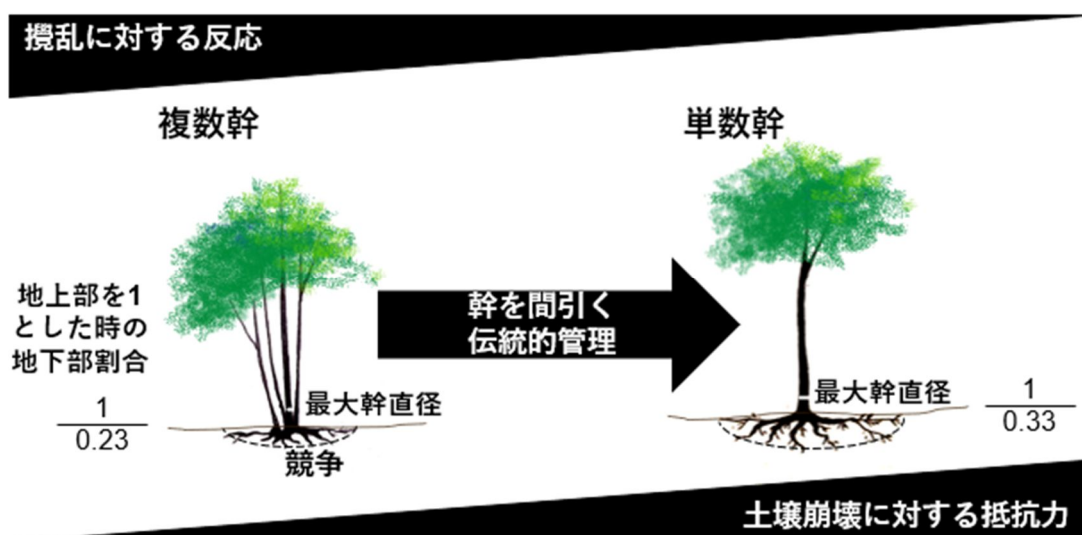 攪乱に対する反応
複数幹
単数幹
地上部を1
とした時の
地下部割合
1
0.23
幹を間引く
伝統的管理
最大幹直径
競争
最大幹直径
1
0.33
土壌崩壊に対する抵抗力